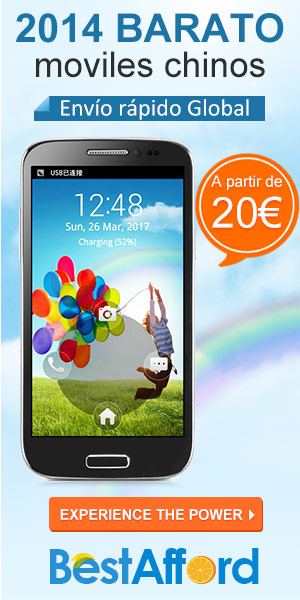 2014 BARATO
moviles chinos
Envío rápido Global
USB已连接
12:48
Sun, 26 Mar, 2017
Charging (52%)
A partir de
20€
EXPERIENCE THE POWER
BestAfford